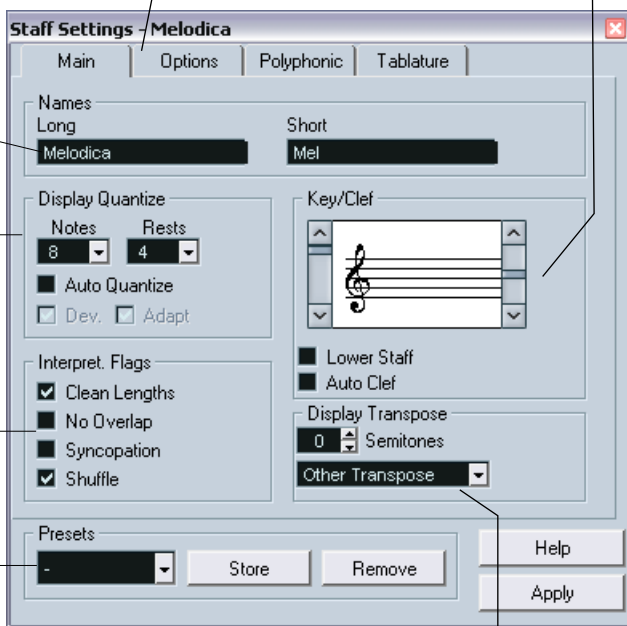 Staff Settings - Melodica
Main Options Polyphonic Tablature
Names
Long Short
Melodica Mel
Display Quantize
Notes Rests
8 4
Auto Quantize
Dev. Adapt
Key/Clef
Lower Staff
Auto Clef
Interpret. Flags
Clean Lengths
No Overlap
Syncopation
Shuffle
Display Transpose
0 Semitones
Other Transpose
Presets
- Store Remove
Help
Apply